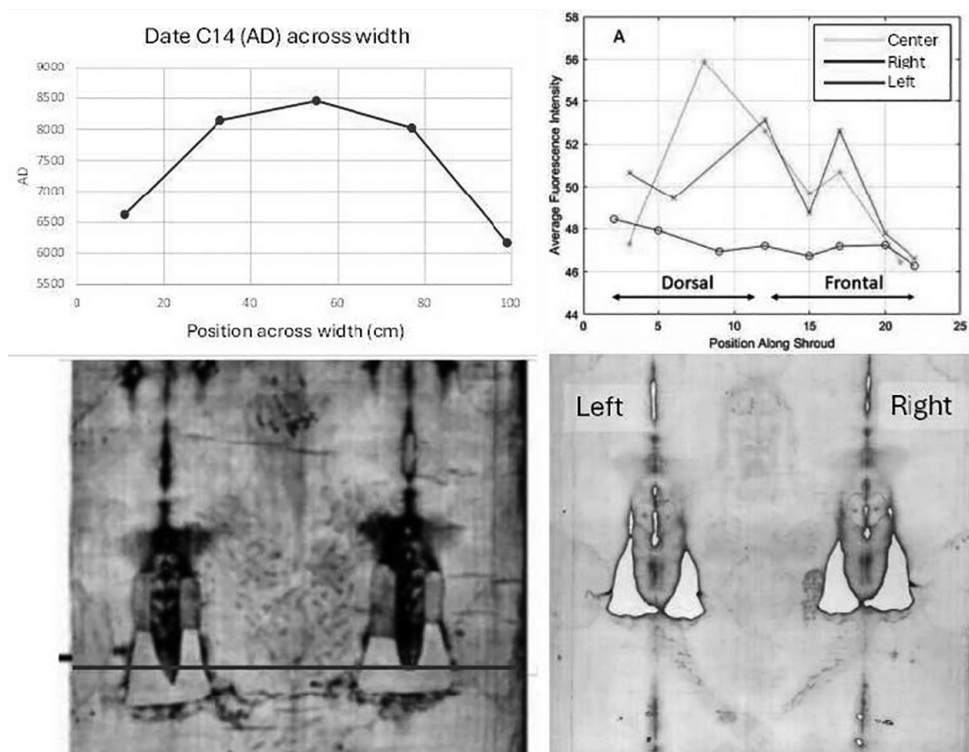 Date C14 (AD) across width
9000
8500
8000
7500
7000
6500
6000
5500
AD
0
20
40
60
80
100
Position across width (cm)
A
Center
Right
Left
58
56
54
52
50
48
46
44
Average Fuorescence Intensity
Dorsal
Frontal
0
5
10
15
20
25
Position Along Shroud
Left
Right